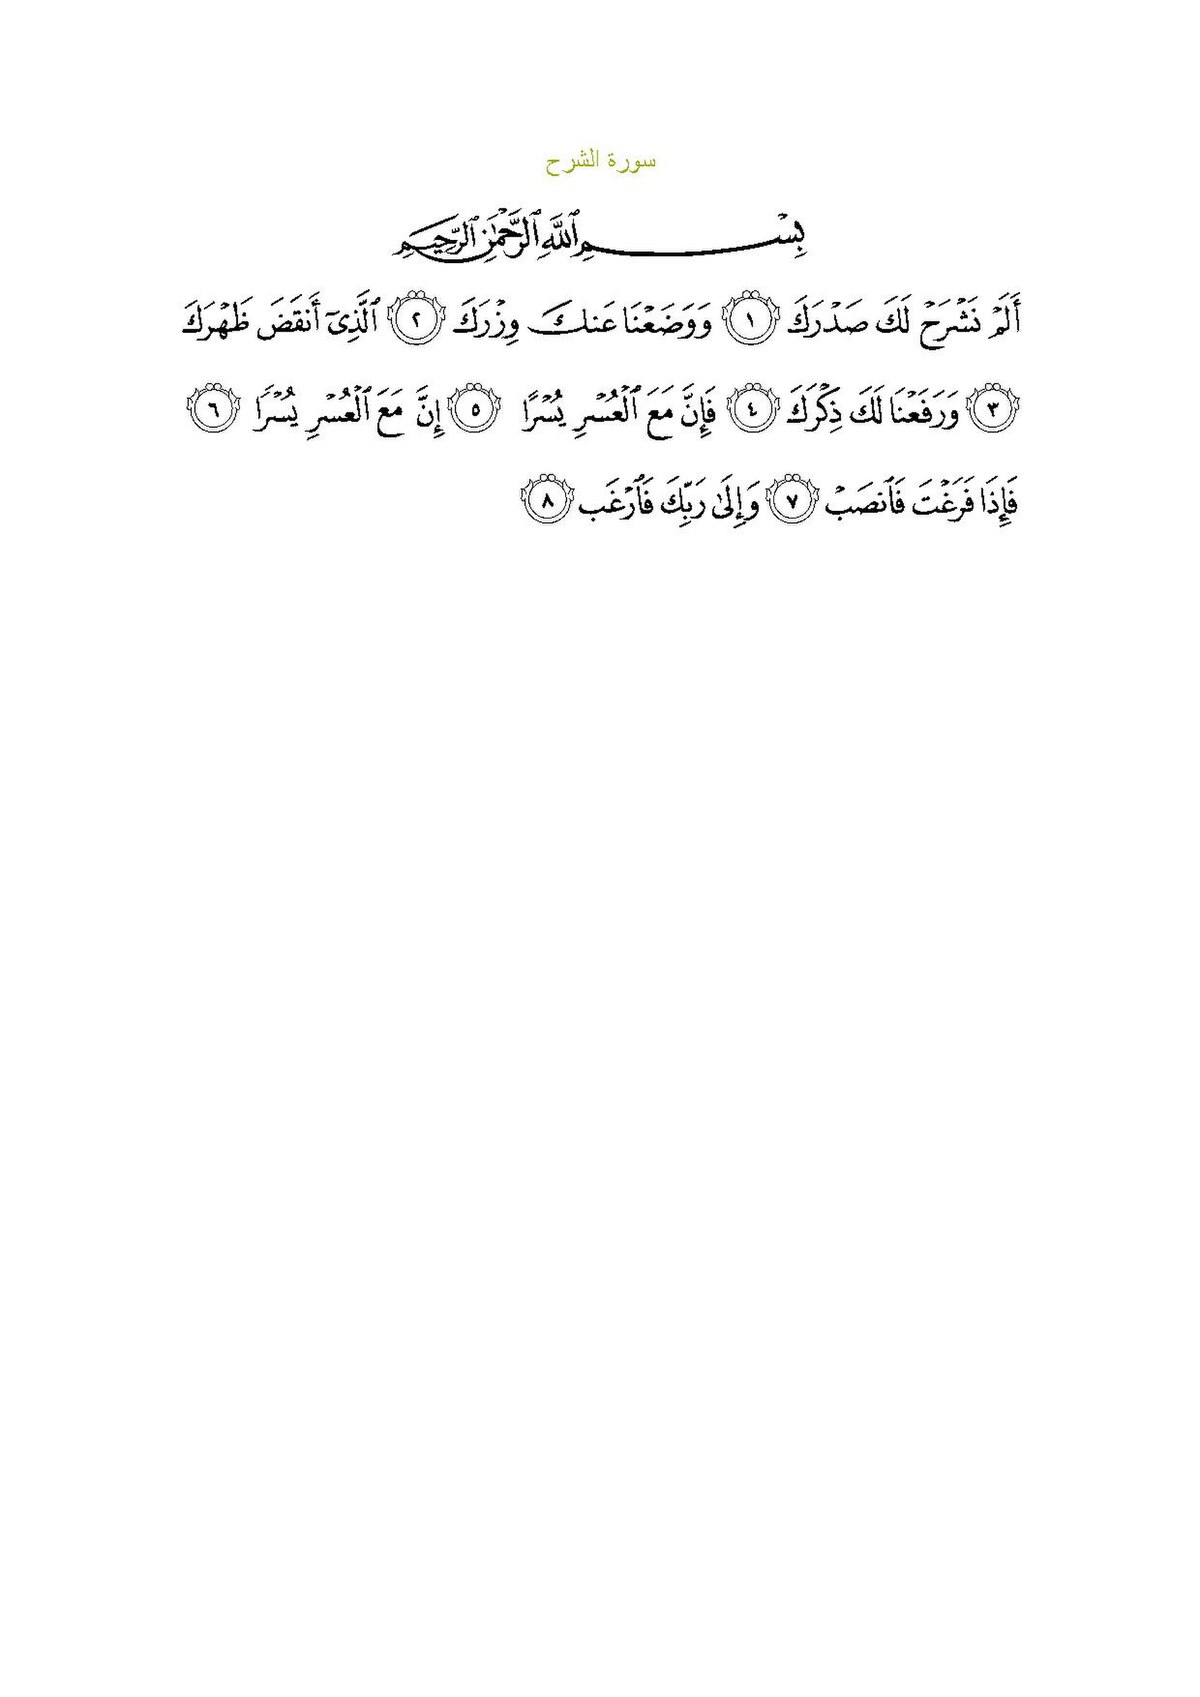 سورة الشرح
بِسْمِ ٱللَّهِ ٱلرَّحْمَٰنِ ٱلرَّحِيمِ
أَلَمْ نَشْرَحْ لَكَ صَدْرَكَ ١ وَوَضَعْنَا عَنكَ وِزْرَكَ ٢ ٱلَّذِىٓ أَنقَضَ ظَهْرَكَ
٣ وَرَفَعْنَا لَكَ ذِكْرَكَ ٤ فَإِنَّ مَعَ ٱلْعُسْرِ يُسْرًا ٥ إِنَّ مَعَ ٱلْعُسْرِ يُسْرًا ٦
فَإِذَا فَرَغْتَ فَٱنصَبْ ٧ وَإِلَىٰ رَبِّكَ فَٱرْغَب ٨